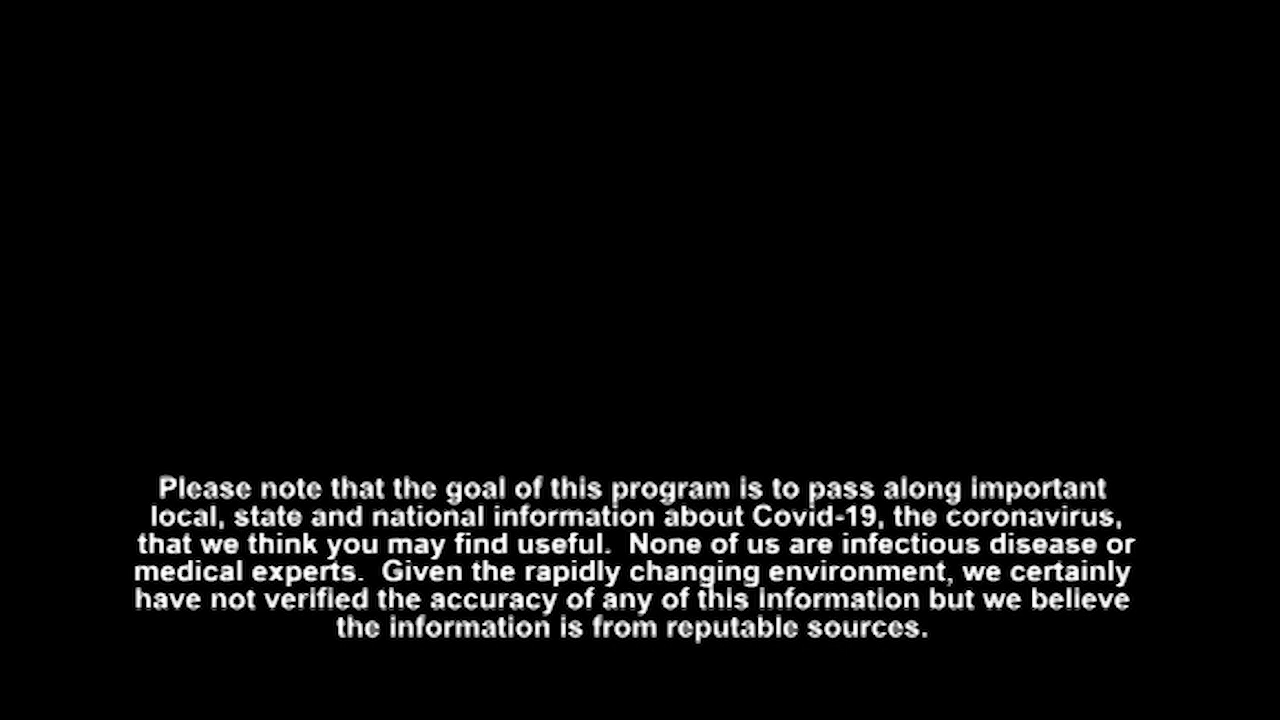 Please note that the goal of this program is to pass along important
local, state and national information about Covid-19, the coronavirus,
that we think you may find useful.  None of us are infectious disease or
medical experts.  Given the rapidly changing environment, we certainly
have not verified the accuracy of any of this information but we believe
the information is from reputable sources.